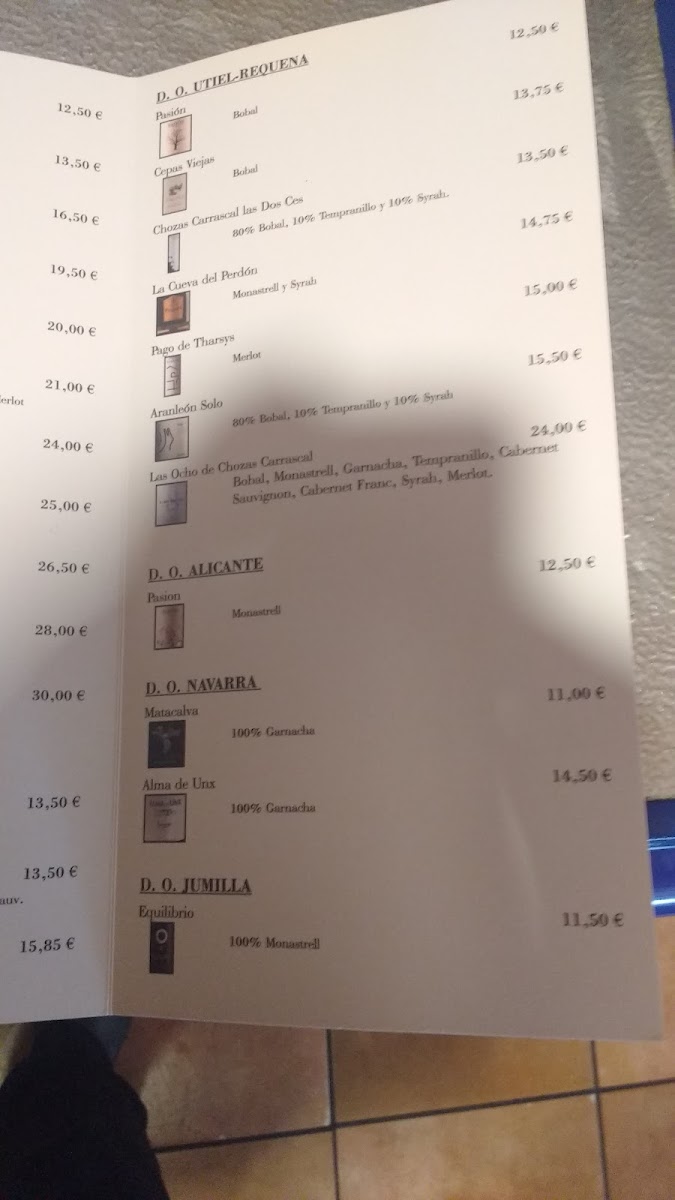 12,50 €
13,50 €
16,50 €
19,50 €
20,00 €
21,00 €
erlot
24,00 €
25,00 €
26,50 €
28,00 €
30,00 €
13,50 €
13,50 €
auv.
15,85 €
D. O. UTIEL-REQUENA
Pasión 12,50 €
Bobal
Cepas Viejas 13,75 €
Bobal
Chozas Carrascal las Dos Ces 13,50 €
80% Bobal, 10% Tempranillo y 10% Syrah.
La Cueva del Perdón 14,75 €
Monastrell y Syrah
Pago de Tharsys 15,00 €
Merlot
Aranleón Solo 15,50 €
80% Bobal, 10% Tempranillo y 10% Syrah
Las Ocho de Chozas Carrascal 24,00 €
Bobal, Monastrell, Garnacha, Tempranillo, Cabernet
Sauvignon, Cabernet Franc, Syrah, Merlot.
D. O. ALICANTE
Pasion 12,50 €
Monastrell
D. O. NAVARRA
Matacalva 11,00 €
100% Garnacha
Alma de Unx 14,50 €
100% Garnacha
D. O. JUMILLA
Equilibrio 11,50 €
100% Monastrell